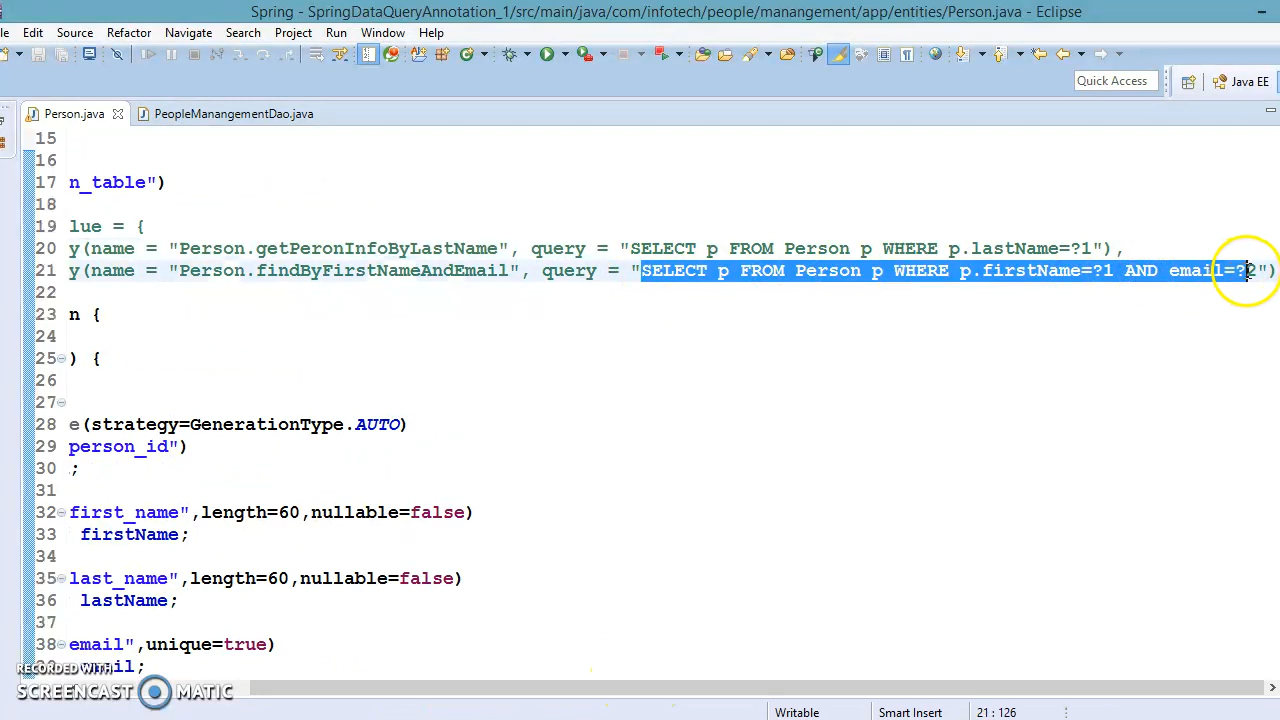 Spring - SpringDataQueryAnnotation_1/src/main/java/com/infotech/people/manangement/app/entities/Person.java - Eclipse
Edit Source Refactor Navigate Search Project Run Window Help
Quick Access
Java EE
Person.java
PeopleManangementDao.java
15
16
17 n_table")
18
19 lue = {
20 y(name = "Person.getPeronInfoByLastName", query = "SELECT p FROM Person p WHERE p.lastName=?1"),
21 y(name = "Person.findByFirstNameAndEmail", query = "SELECT p FROM Person p WHERE p.firstName=?1 AND email=?2")
22
23 n {
24
25 ) {
26
27
28 e(strategy=GenerationType.AUTO)
29 person_id")
30 ;
31
32 first_name",length=60,nullable=false)
33 firstName;
34
35 last_name",length=60,nullable=false)
36 lastName;
37
38 email",unique=true)
RECORDED WITH
SCREENCAST MATIC
Writable Smart Insert 21 : 126